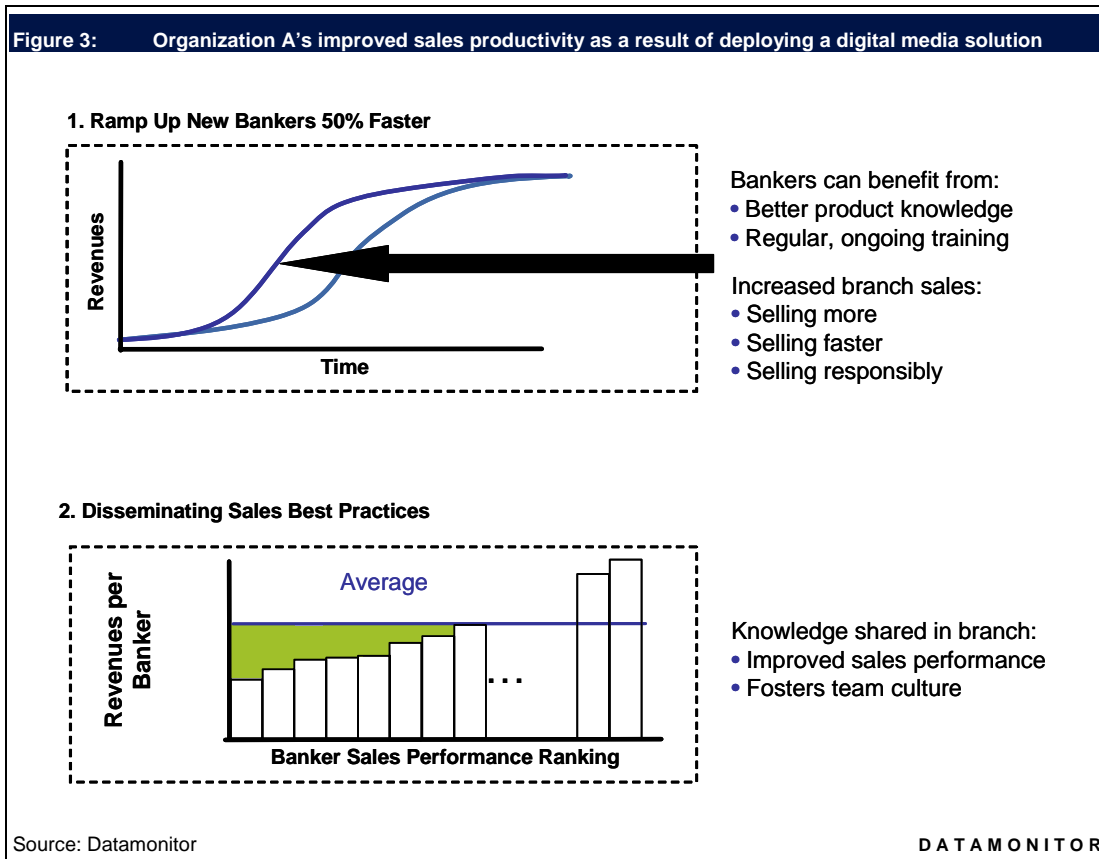 Figure 3: Organization A's improved sales productivity as a result of deploying a digital media solution
1. Ramp Up New Bankers 50% Faster
Revenues
Time
Bankers can benefit from:
• Better product knowledge
• Regular, ongoing training
Increased branch sales:
• Selling more
• Selling faster
• Selling responsibly
2. Disseminating Sales Best Practices
Revenues per
Banker
Average
...
Banker Sales Performance Ranking
Knowledge shared in branch:
• Improved sales performance
• Fosters team culture
Source: Datamonitor
DATAMONITOR